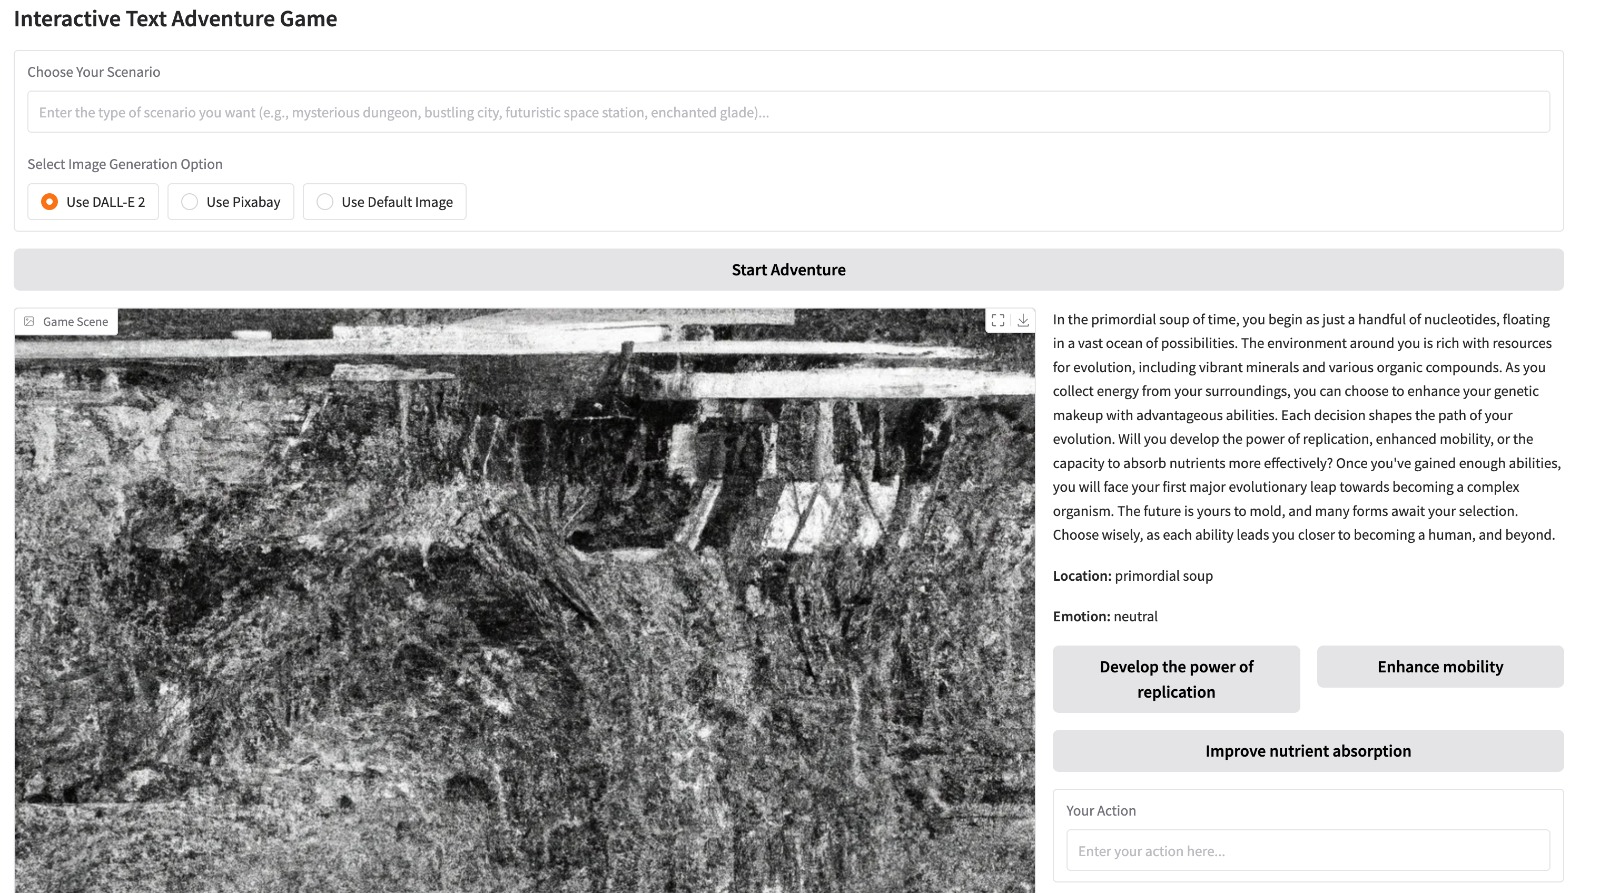 Interactive Text Adventure Game
Choose Your Scenario
Enter the type of scenario you want (e.g., mysterious dungeon, bustling city, futuristic space station, enchanted glade)...
Select Image Generation Option
Use DALL-E 2
Use Pixabay
Use Default Image
Start Adventure
Game Scene
In the primordial soup of time, you begin as just a handful of nucleotides, floating
in a vast ocean of possibilities. The environment around you is rich with resources
for evolution, including vibrant minerals and various organic compounds. As you
collect energy from your surroundings, you can choose to enhance your genetic
makeup with advantageous abilities. Each decision shapes the path of your
evolution. Will you develop the power of replication, enhanced mobility, or the
capacity to absorb nutrients more effectively? Once you've gained enough abilities,
you will face your first major evolutionary leap towards becoming a complex
organism. The future is yours to mold, and many forms await your selection.
Choose wisely, as each ability leads you closer to becoming a human, and beyond.
Location: primordial soup
Emotion: neutral
Develop the power of
replication
Enhance mobility
Improve nutrient absorption
Your Action
Enter your action here...